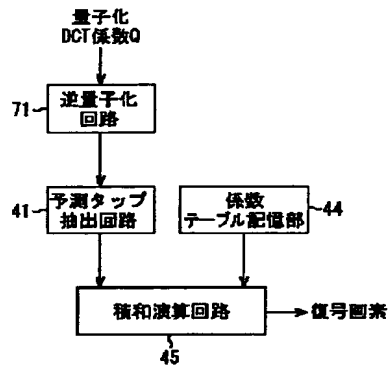 量子化
DCT係数Q
71
逆量子化
回路
41
予測タップ
抽出回路
係数
テーブル記憶部
44
積和演算回路
復号画素
45